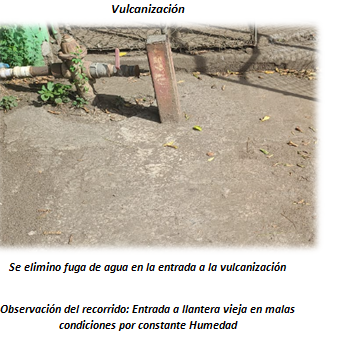 Vulcanización
Se elimino fuga de agua en la entrada a la vulcanización
Observación del recorrido: Entrada a llantera vieja en malas
condiciones por constante Humedad